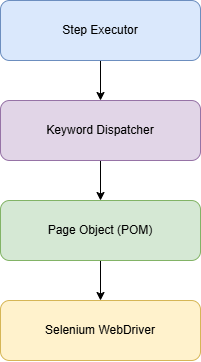 Step Executor
Keyword Dispatcher
Page Object (POM)
Selenium WebDriver